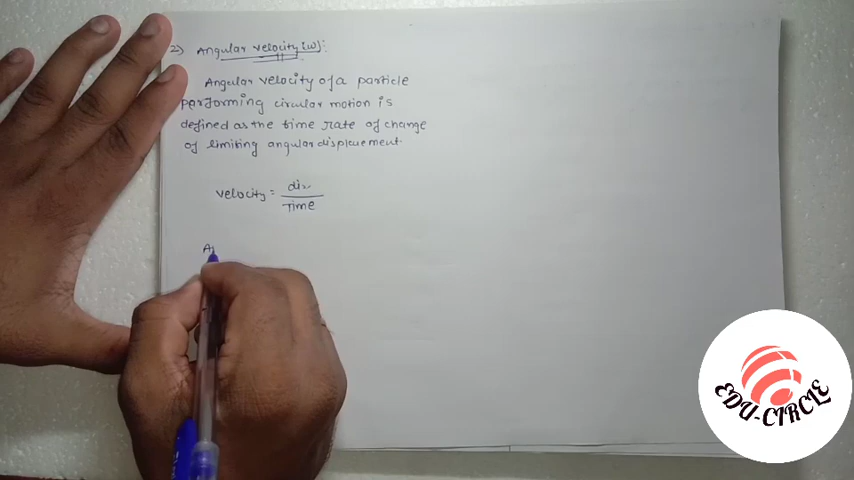 2) Angular velocity (ω):
Angular velocity of a particle
performing circular motion is
defined as the time rate of change
of limiting angular displacement.
velocity = dis
Time
An
EDU-CIRCLE